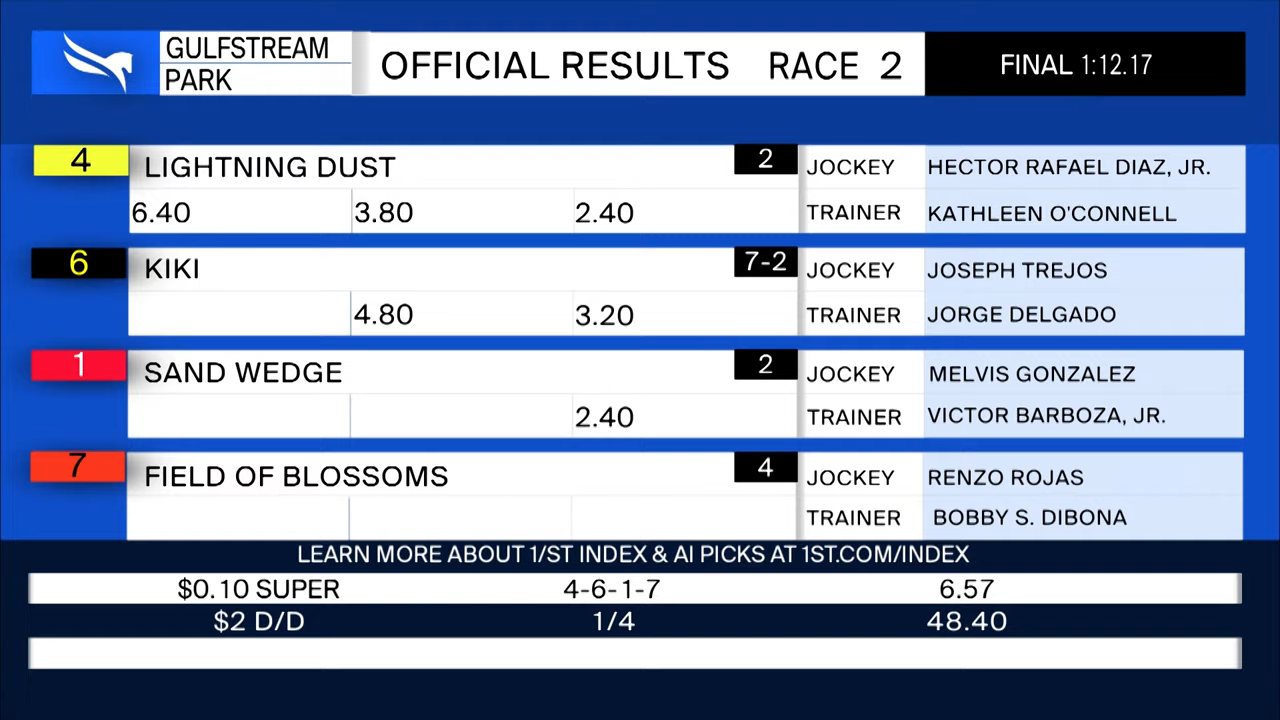 GULFSTREAM PARK
OFFICIAL RESULTS RACE 2 FINAL 1:12.17
4 LIGHTNING DUST 2 JOCKEY HECTOR RAFAEL DIAZ, JR.
6.40 3.80 2.40 TRAINER KATHLEEN O'CONNELL
6 KIKI 7-2 JOCKEY JOSEPH TREJOS
4.80 3.20 TRAINER JORGE DELGADO
1 SAND WEDGE 2 JOCKEY MELVIS GONZALEZ
2.40 TRAINER VICTOR BARBOZA, JR.
7 FIELD OF BLOSSOMS 4 JOCKEY RENZO ROJAS
TRAINER BOBBY S. DIBONA
LEARN MORE ABOUT 1/ST INDEX & AI PICKS AT 1ST.COM/INDEX
$0.10 SUPER 4-6-1-7 6.57
$2 D/D 1/4 48.40